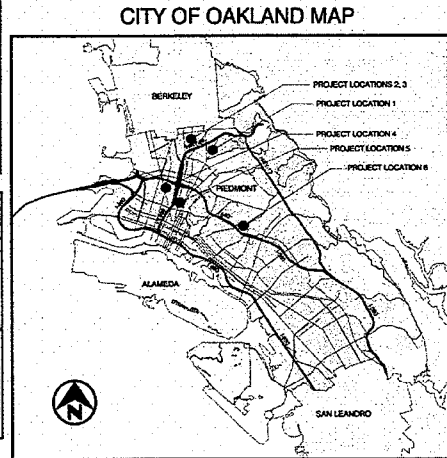 CITY OF OAKLAND MAP
PROJECT LOCATIONS 2, 3
BERKELEY
PROJECT LOCATION 1
PROJECT LOCATION 4
PROJECT LOCATION 5
PROJECT LOCATION 6
PIEDMONT
ALAMEDA
N
SAN LEANDRO